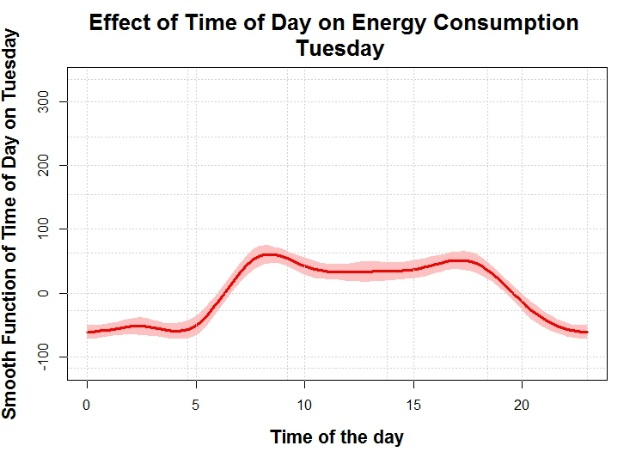 Effect of Time of Day on Energy Consumption
Tuesday
Smooth Function of Time of Day on Tuesday
300
200
100
0
-100
0 5 10 15 20
Time of the day